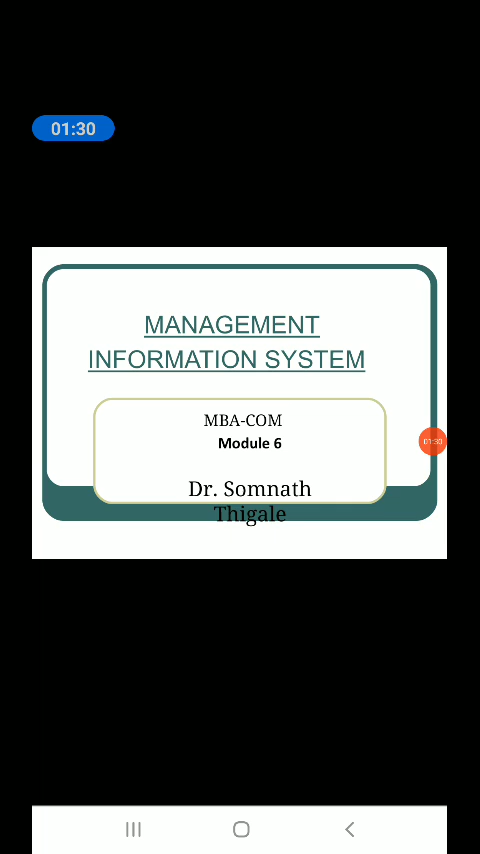 01:30
MANAGEMENT
INFORMATION SYSTEM
MBA-COM
Module 6
01:30
Dr. Somnath
Thigale